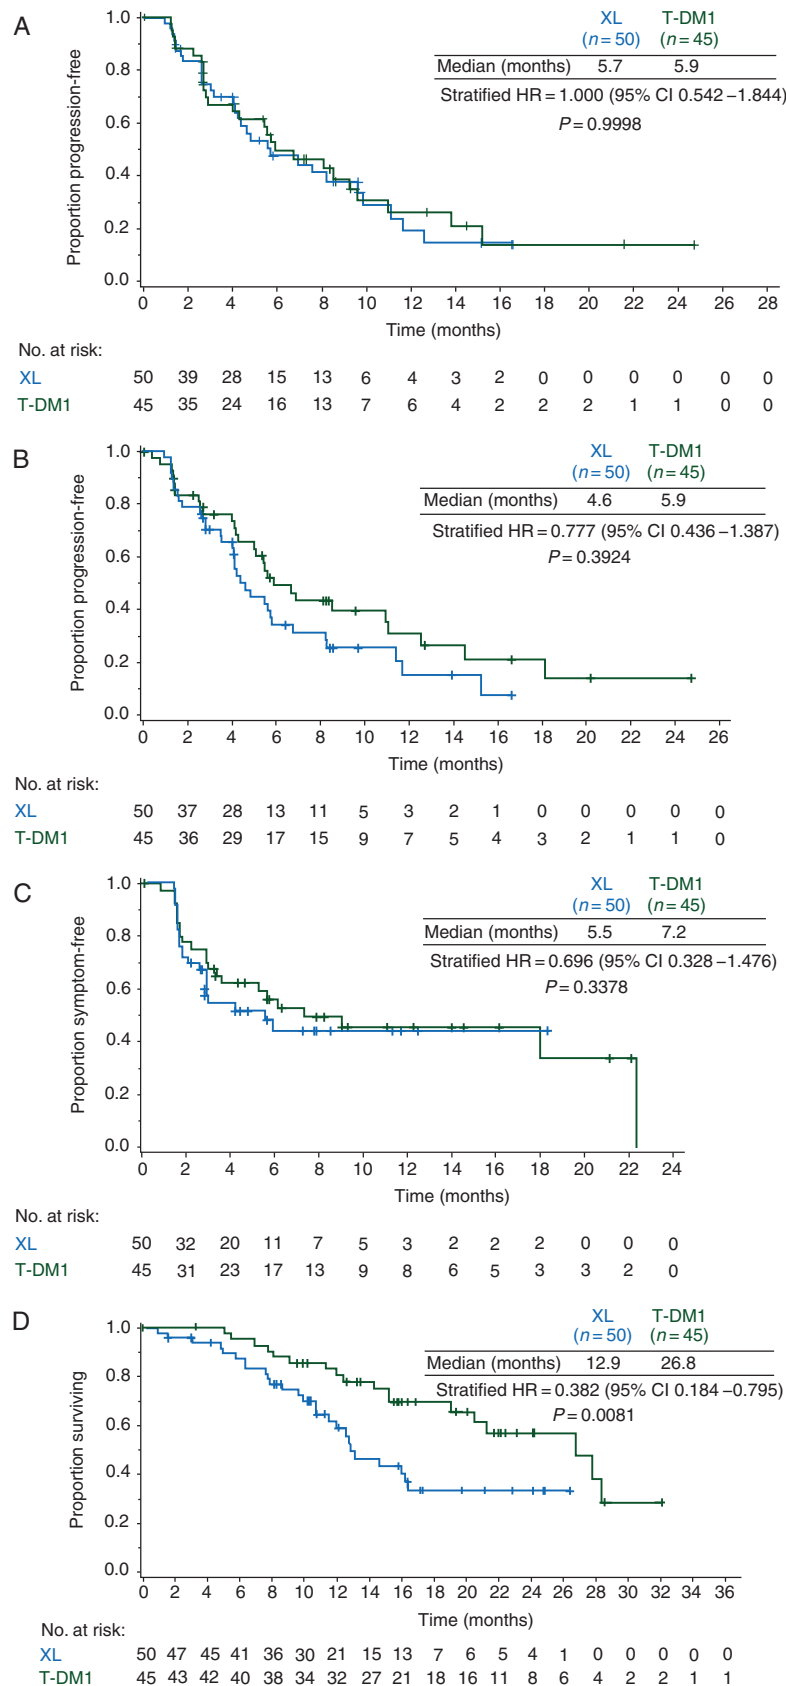 A
XL T-DM1
(n = 50) (n = 45)
Median (months) 5.7 5.9
Stratified HR = 1.000 (95% CI 0.542 – 1.844)
P = 0.9998
Proportion progression-free
1.0
0.8
0.6
0.4
0.2
0.0
0 2 4 6 8 10 12 14 16 18 20 22 24 26 28
Time (months)
No. at risk:
XL 50 39 28 15 13 6 4 3 2 0 0 0 0 0 0
T-DM1 45 35 24 16 13 7 6 4 2 2 2 1 1 0 0
B
XL T-DM1
(n = 50) (n = 45)
Median (months) 4.6 5.9
Stratified HR = 0.777 (95% CI 0.436 – 1.387)
P = 0.3924
Proportion progression-free
1.0
0.8
0.6
0.4
0.2
0.0
0 2 4 6 8 10 12 14 16 18 20 22 24 26
Time (months)
No. at risk:
XL 50 37 28 13 11 5 3 2 1 0 0 0 0 0
T-DM1 45 36 29 17 15 9 7 5 4 3 2 1 1 0
C
XL T-DM1
(n = 50) (n = 45)
Median (months) 5.5 7.2
Stratified HR = 0.696 (95% CI 0.328 – 1.476)
P = 0.3378
Proportion symptom-free
1.0
0.8
0.6
0.4
0.2
0.0
0 2 4 6 8 10 12 14 16 18 20 22 24
Time (months)
No. at risk:
XL 50 32 20 11 7 5 3 2 2 2 0 0 0
T-DM1 45 31 23 17 13 9 8 6 5 3 3 2 0
D
XL T-DM1
(n = 50) (n = 45)
Median (months) 12.9 26.8
Stratified HR = 0.382 (95% CI 0.184 – 0.795)
P = 0.0081
Proportion surviving
1.0
0.8
0.6
0.4
0.2
0.0
0 2 4 6 8 10 12 14 16 18 20 22 24 26 28 30 32 34 36
Time (months)
No. at risk:
XL 50 47 45 41 36 30 21 15 13 7 6 5 4 1 0 0 0 0 0
T-DM1 45 43 42 40 38 34 32 27 21 18 16 11 8 6 4 2 2 1 1